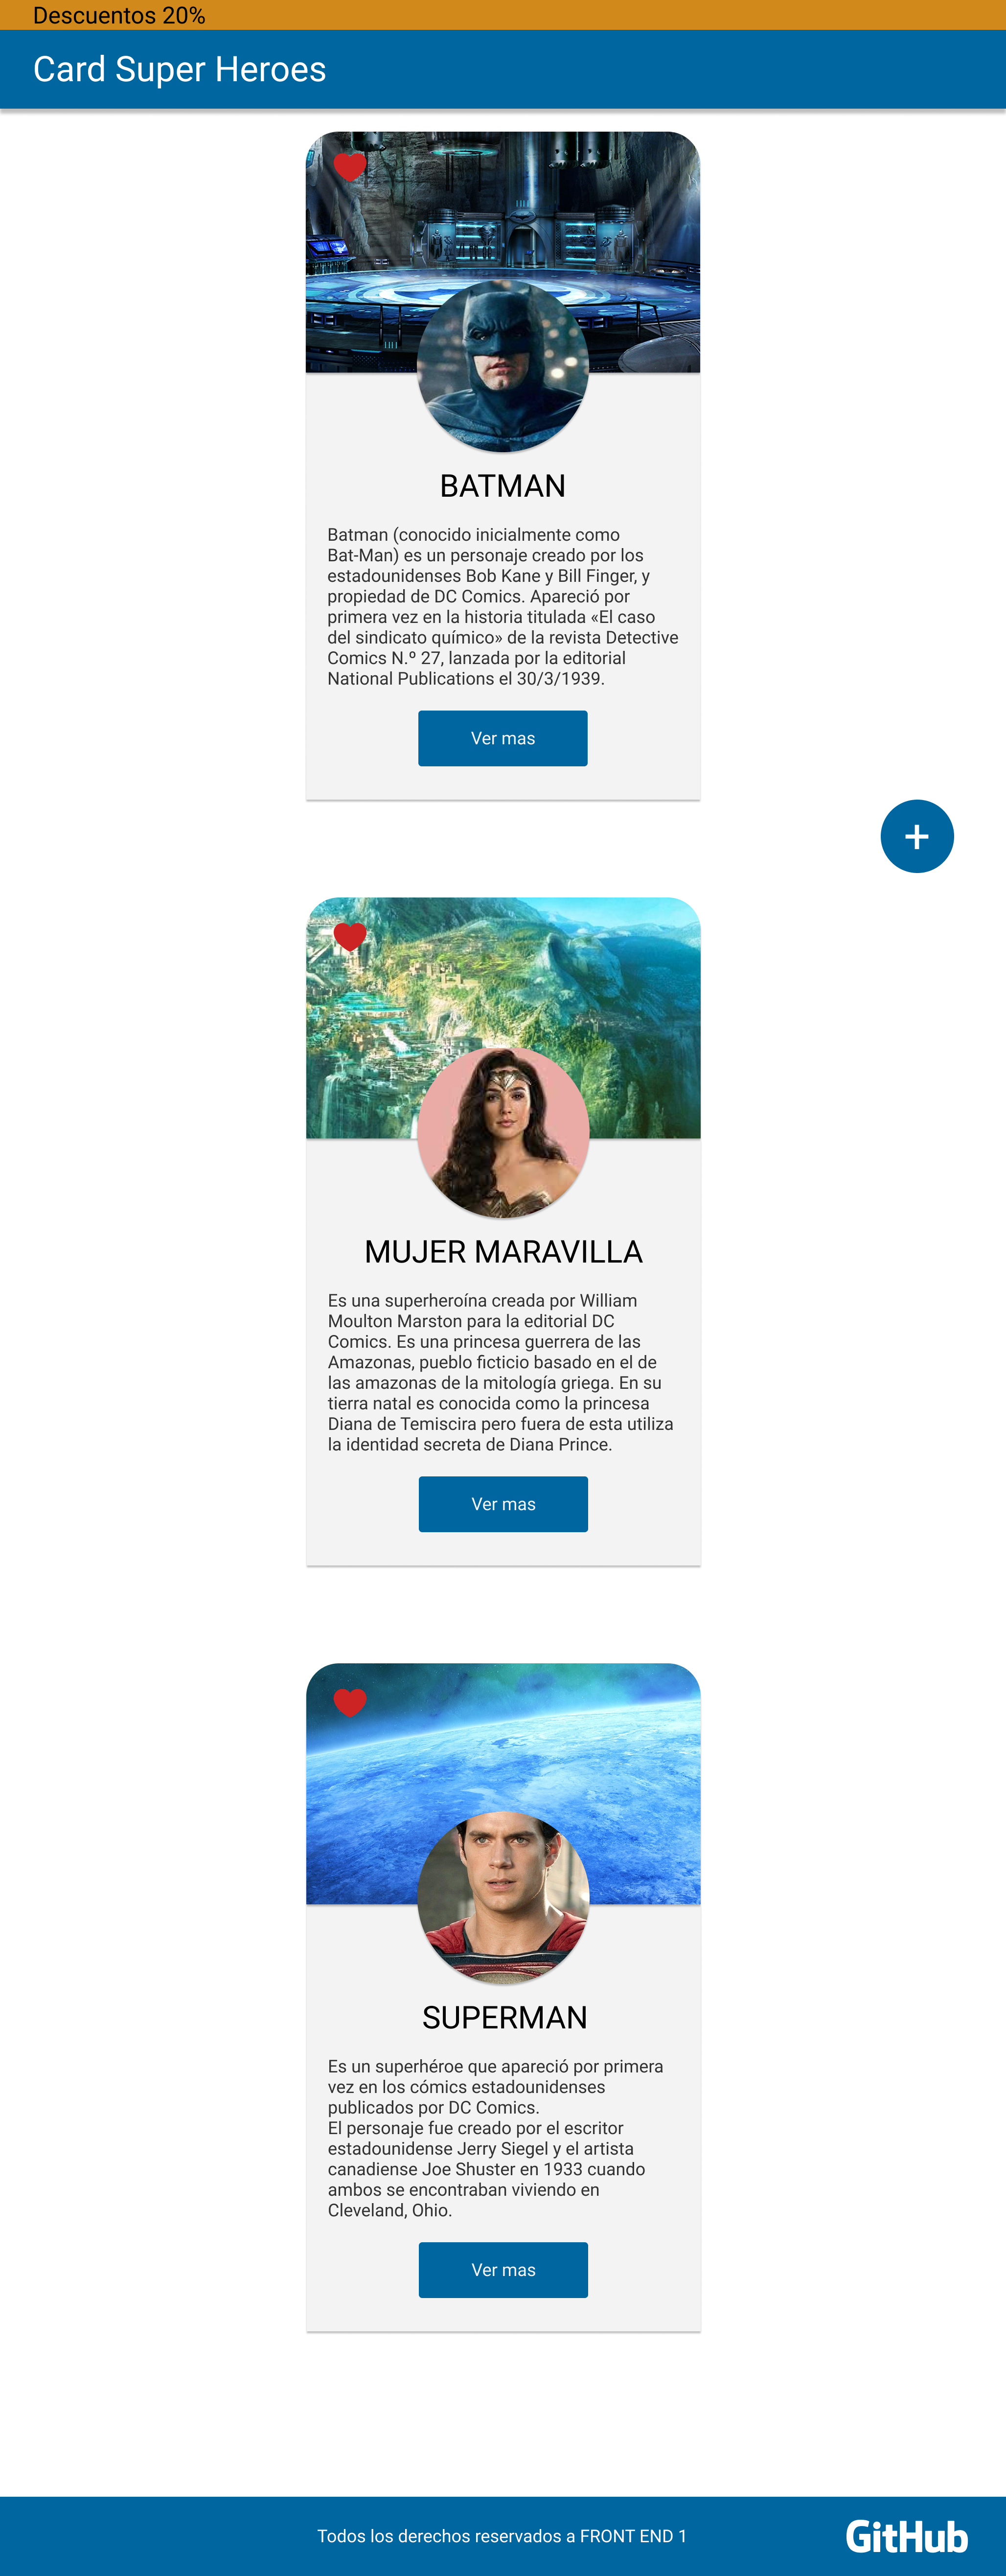 Descuentos 20%
Card Super Heroes
BATMAN
Batman (conocido inicialmente como
Bat-Man) es un personaje creado por los
estadounidenses Bob Kane y Bill Finger, y
propiedad de DC Comics. Apareció por
primera vez en la historia titulada «El caso
del sindicato químico» de la revista Detective
Comics N.º 27, lanzada por la editorial
National Publications el 30/3/1939.
Ver mas
+
MUJER MARAVILLA
Es una superheroína creada por William
Moulton Marston para la editorial DC
Comics. Es una princesa guerrera de las
Amazonas, pueblo ficticio basado en el de
las amazonas de la mitología griega. En su
tierra natal es conocida como la princesa
Diana de Temiscira pero fuera de esta utiliza
la identidad secreta de Diana Prince.
Ver mas
SUPERMAN
Es un superhéroe que apareció por primera
vez en los cómics estadounidenses
publicados por DC Comics.
El personaje fue creado por el escritor
estadounidense Jerry Siegel y el artista
canadiense Joe Shuster en 1933 cuando
ambos se encontraban viviendo en
Cleveland, Ohio.
Ver mas
Todos los derechos reservados a FRONT END 1
GitHub